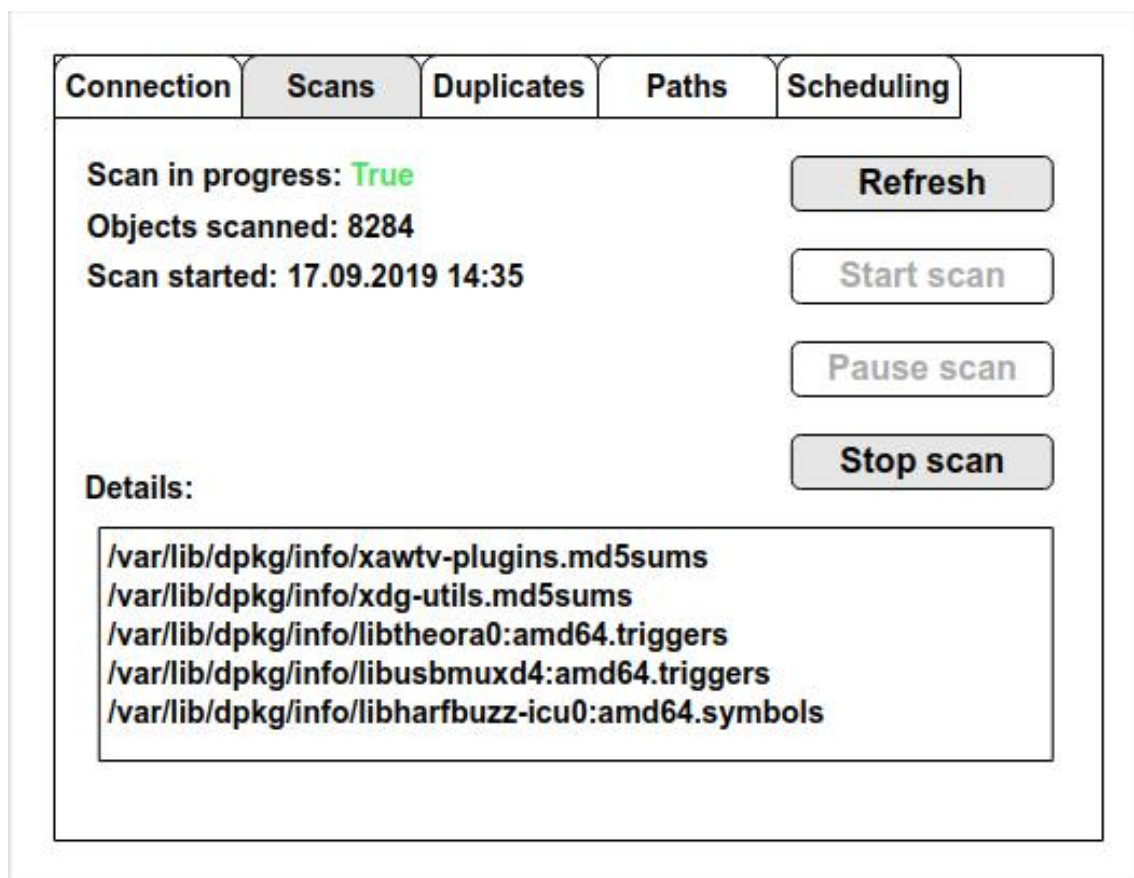 Connection Scans Duplicates Paths Scheduling
Scan in progress: True
Objects scanned: 8284
Scan started: 17.09.2019 14:35
Refresh
Start scan
Pause scan
Stop scan
Details:
/var/lib/dpkg/info/xawtv-plugins.md5sums
/var/lib/dpkg/info/xdg-utils.md5sums
/var/lib/dpkg/info/libtheora0:amd64.triggers
/var/lib/dpkg/info/libusbmuxd4:amd64.triggers
/var/lib/dpkg/info/libharfbuzz-icu0:amd64.symbols